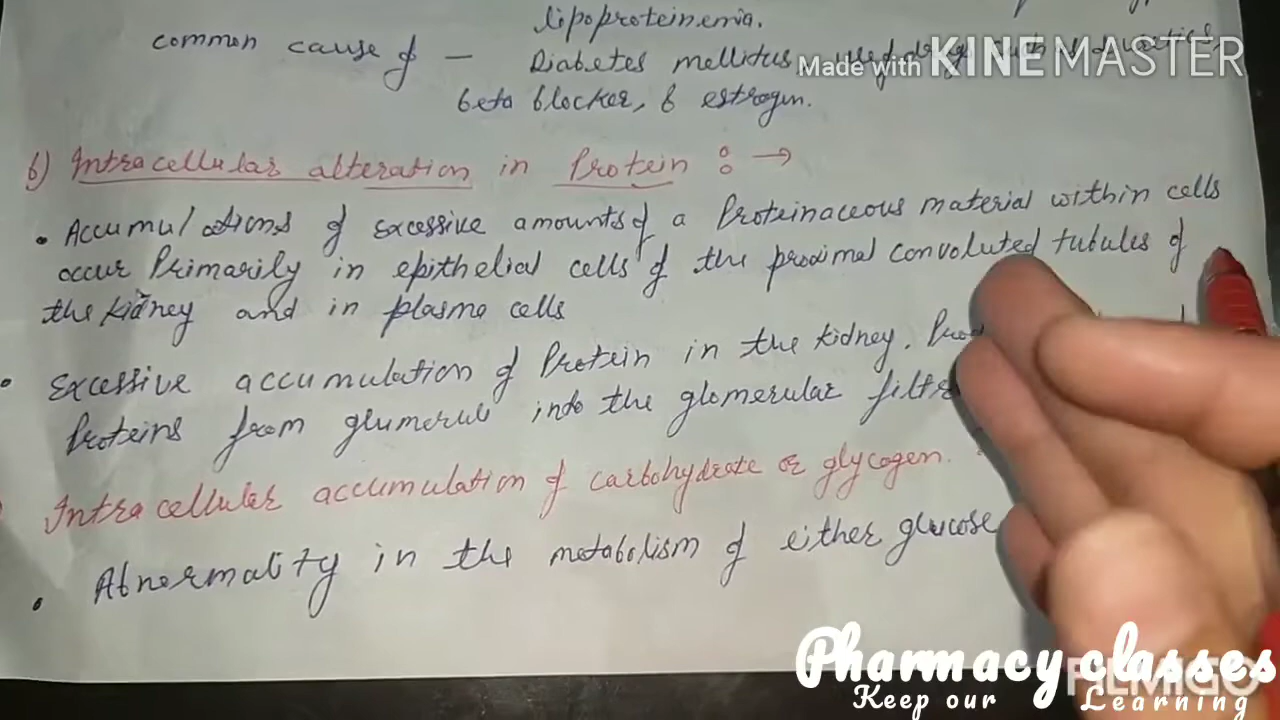 lipoproteinemia.
common cause of — Diabetes mellitus
beta blocker, & estrogen.
Made with KINEMASTER
b) Intracellular alteration in Protein : →
• Accumulations of excessive amounts of a Proteinaceous material within cells
occur Primarily in epithelial cells of the proximal convoluted tubules of
the kidney and in plasma cells
• Excessive accumulation of Protein in the kidney.
Proteins from glumeruli into the glomerular
Intracellular accumulation of carbohydrate or glycogen.
• Abnormality in the metabolism of either glucose
Pharmacy classes
FILMIGO
Keep our Learning